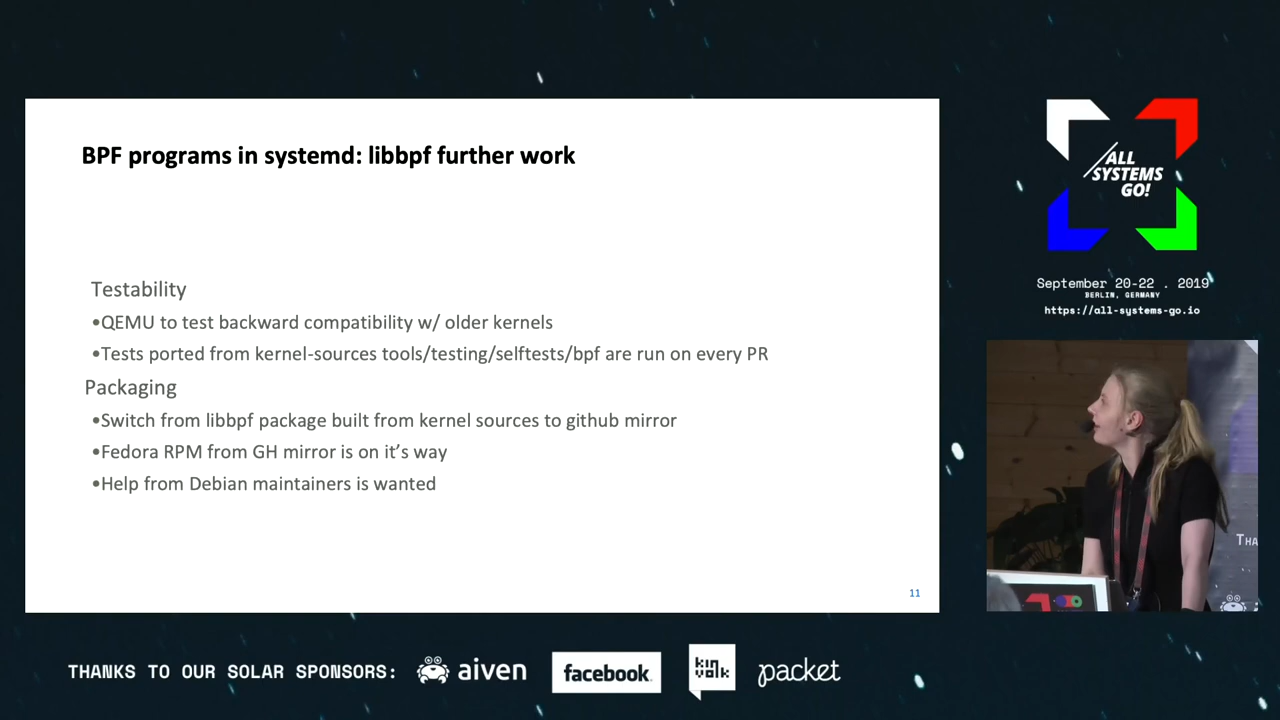 BPF programs in systemd: libbpf further work
Testability
•QEMU to test backward compatibility w/ older kernels
•Tests ported from kernel-sources tools/testing/selftests/bpf are run on every PR
Packaging
•Switch from libbpf package built from kernel sources to github mirror
•Fedora RPM from GH mirror is on it’s way
•Help from Debian maintainers is wanted
11
ALL
SYSTEMS
GO!
September 20-22 . 2019
BERLIN, GERMANY
https://all-systems-go.io
THA
THANKS TO OUR SOLAR SPONSORS:
aiven
facebook.
kinvolk
packet